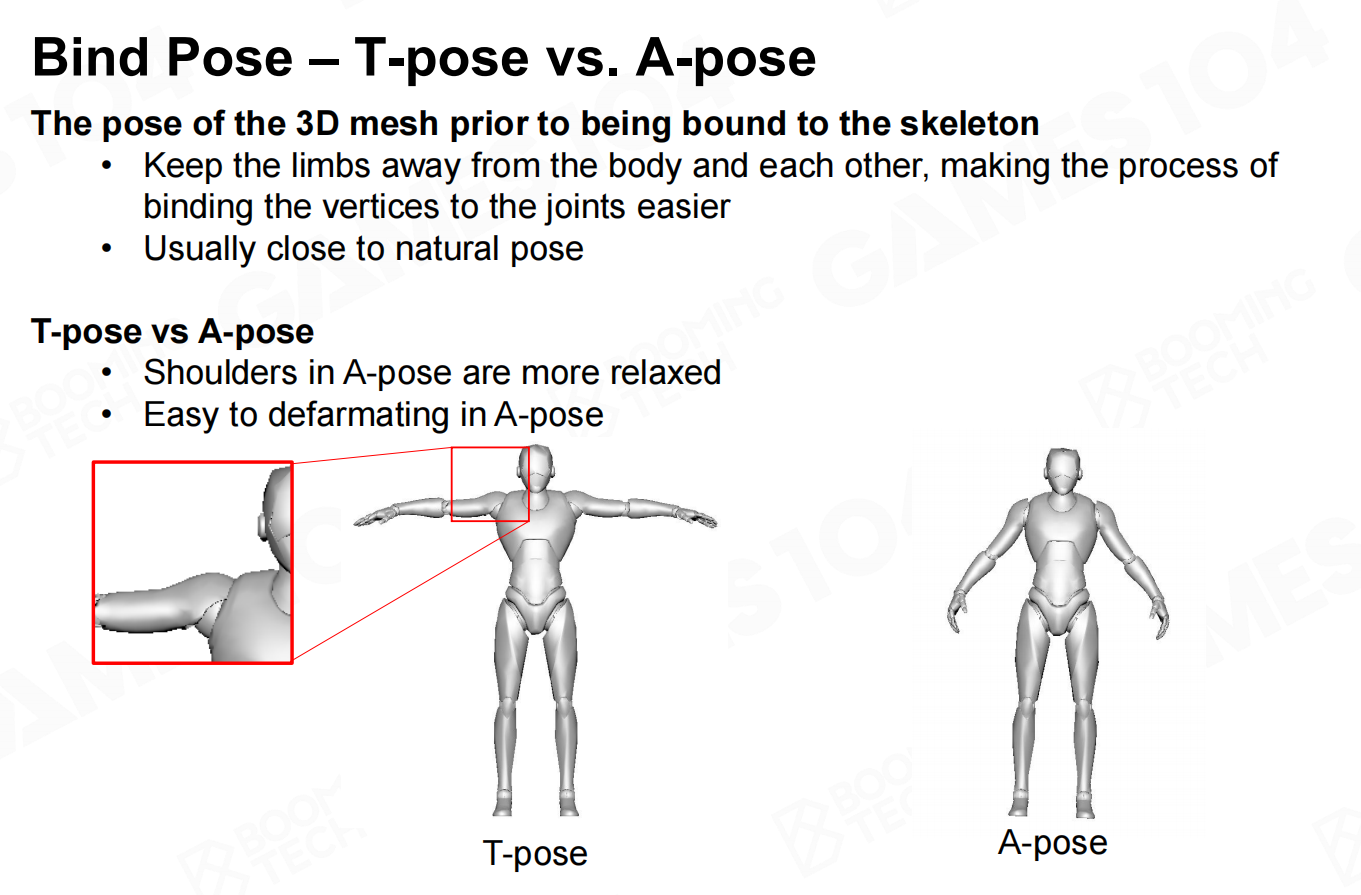 Bind Pose – T-pose vs. A-pose
The pose of the 3D mesh prior to being bound to the skeleton
• Keep the limbs away from the body and each other, making the process of
binding the vertices to the joints easier
• Usually close to natural pose
T-pose vs A-pose
• Shoulders in A-pose are more relaxed
• Easy to defarmating in A-pose
T-pose
A-pose
GAMES104
BOOMING
TECH